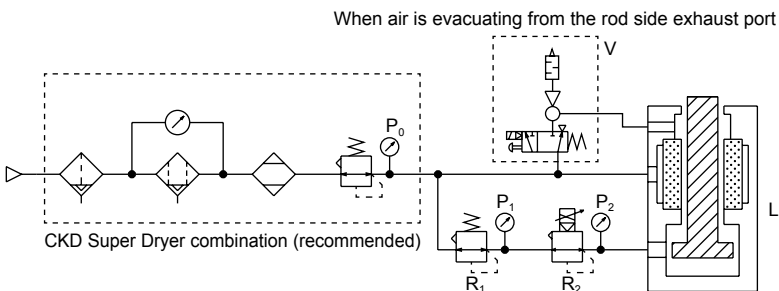 When air is evacuating from the rod side exhaust port
V
P0
P1
P2
L
CKD Super Dryer combination (recommended)
R1
R2